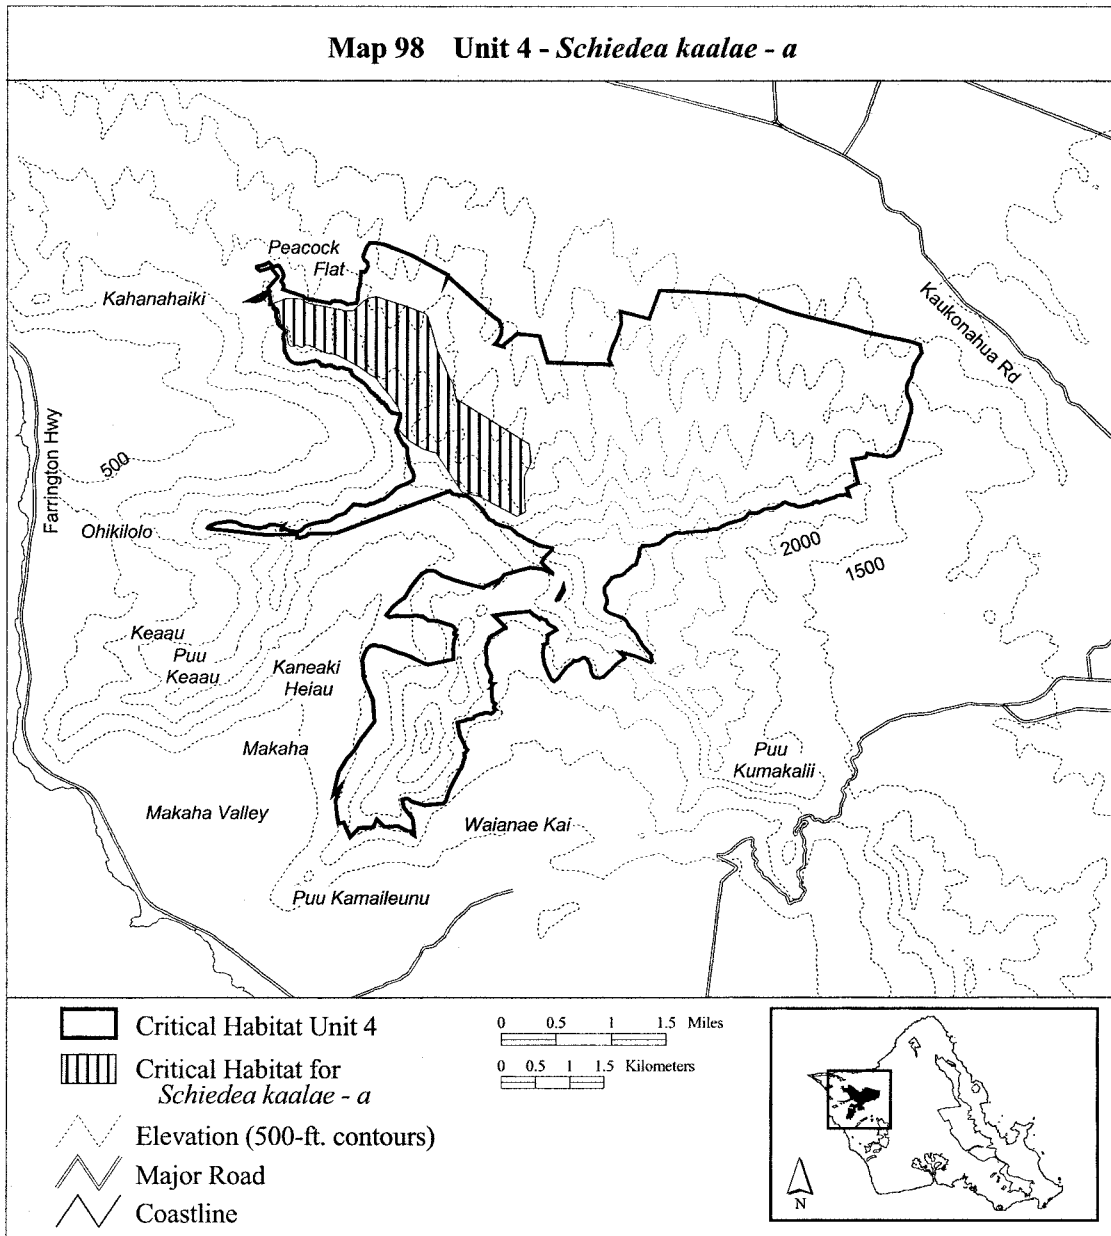 Map 98 Unit 4 - Schiedea kaalae - a
Peacock
Flat
Kahanahaiki
Kaukonahua Rd
Farrington Hwy
500
Ohikilolo
2000
1500
Keaau
Puu
Keaau
Kaneaki
Heiau
Makaha
Puu
Kumakalii
Makaha Valley
Waianae Kai
Puu Kamaileunu
Critical Habitat Unit 4
Critical Habitat for
Schiedea kaalae - a
Elevation (500-ft. contours)
Major Road
Coastline
0 0.5 1 1.5 Miles
0 0.5 1 1.5 Kilometers
N